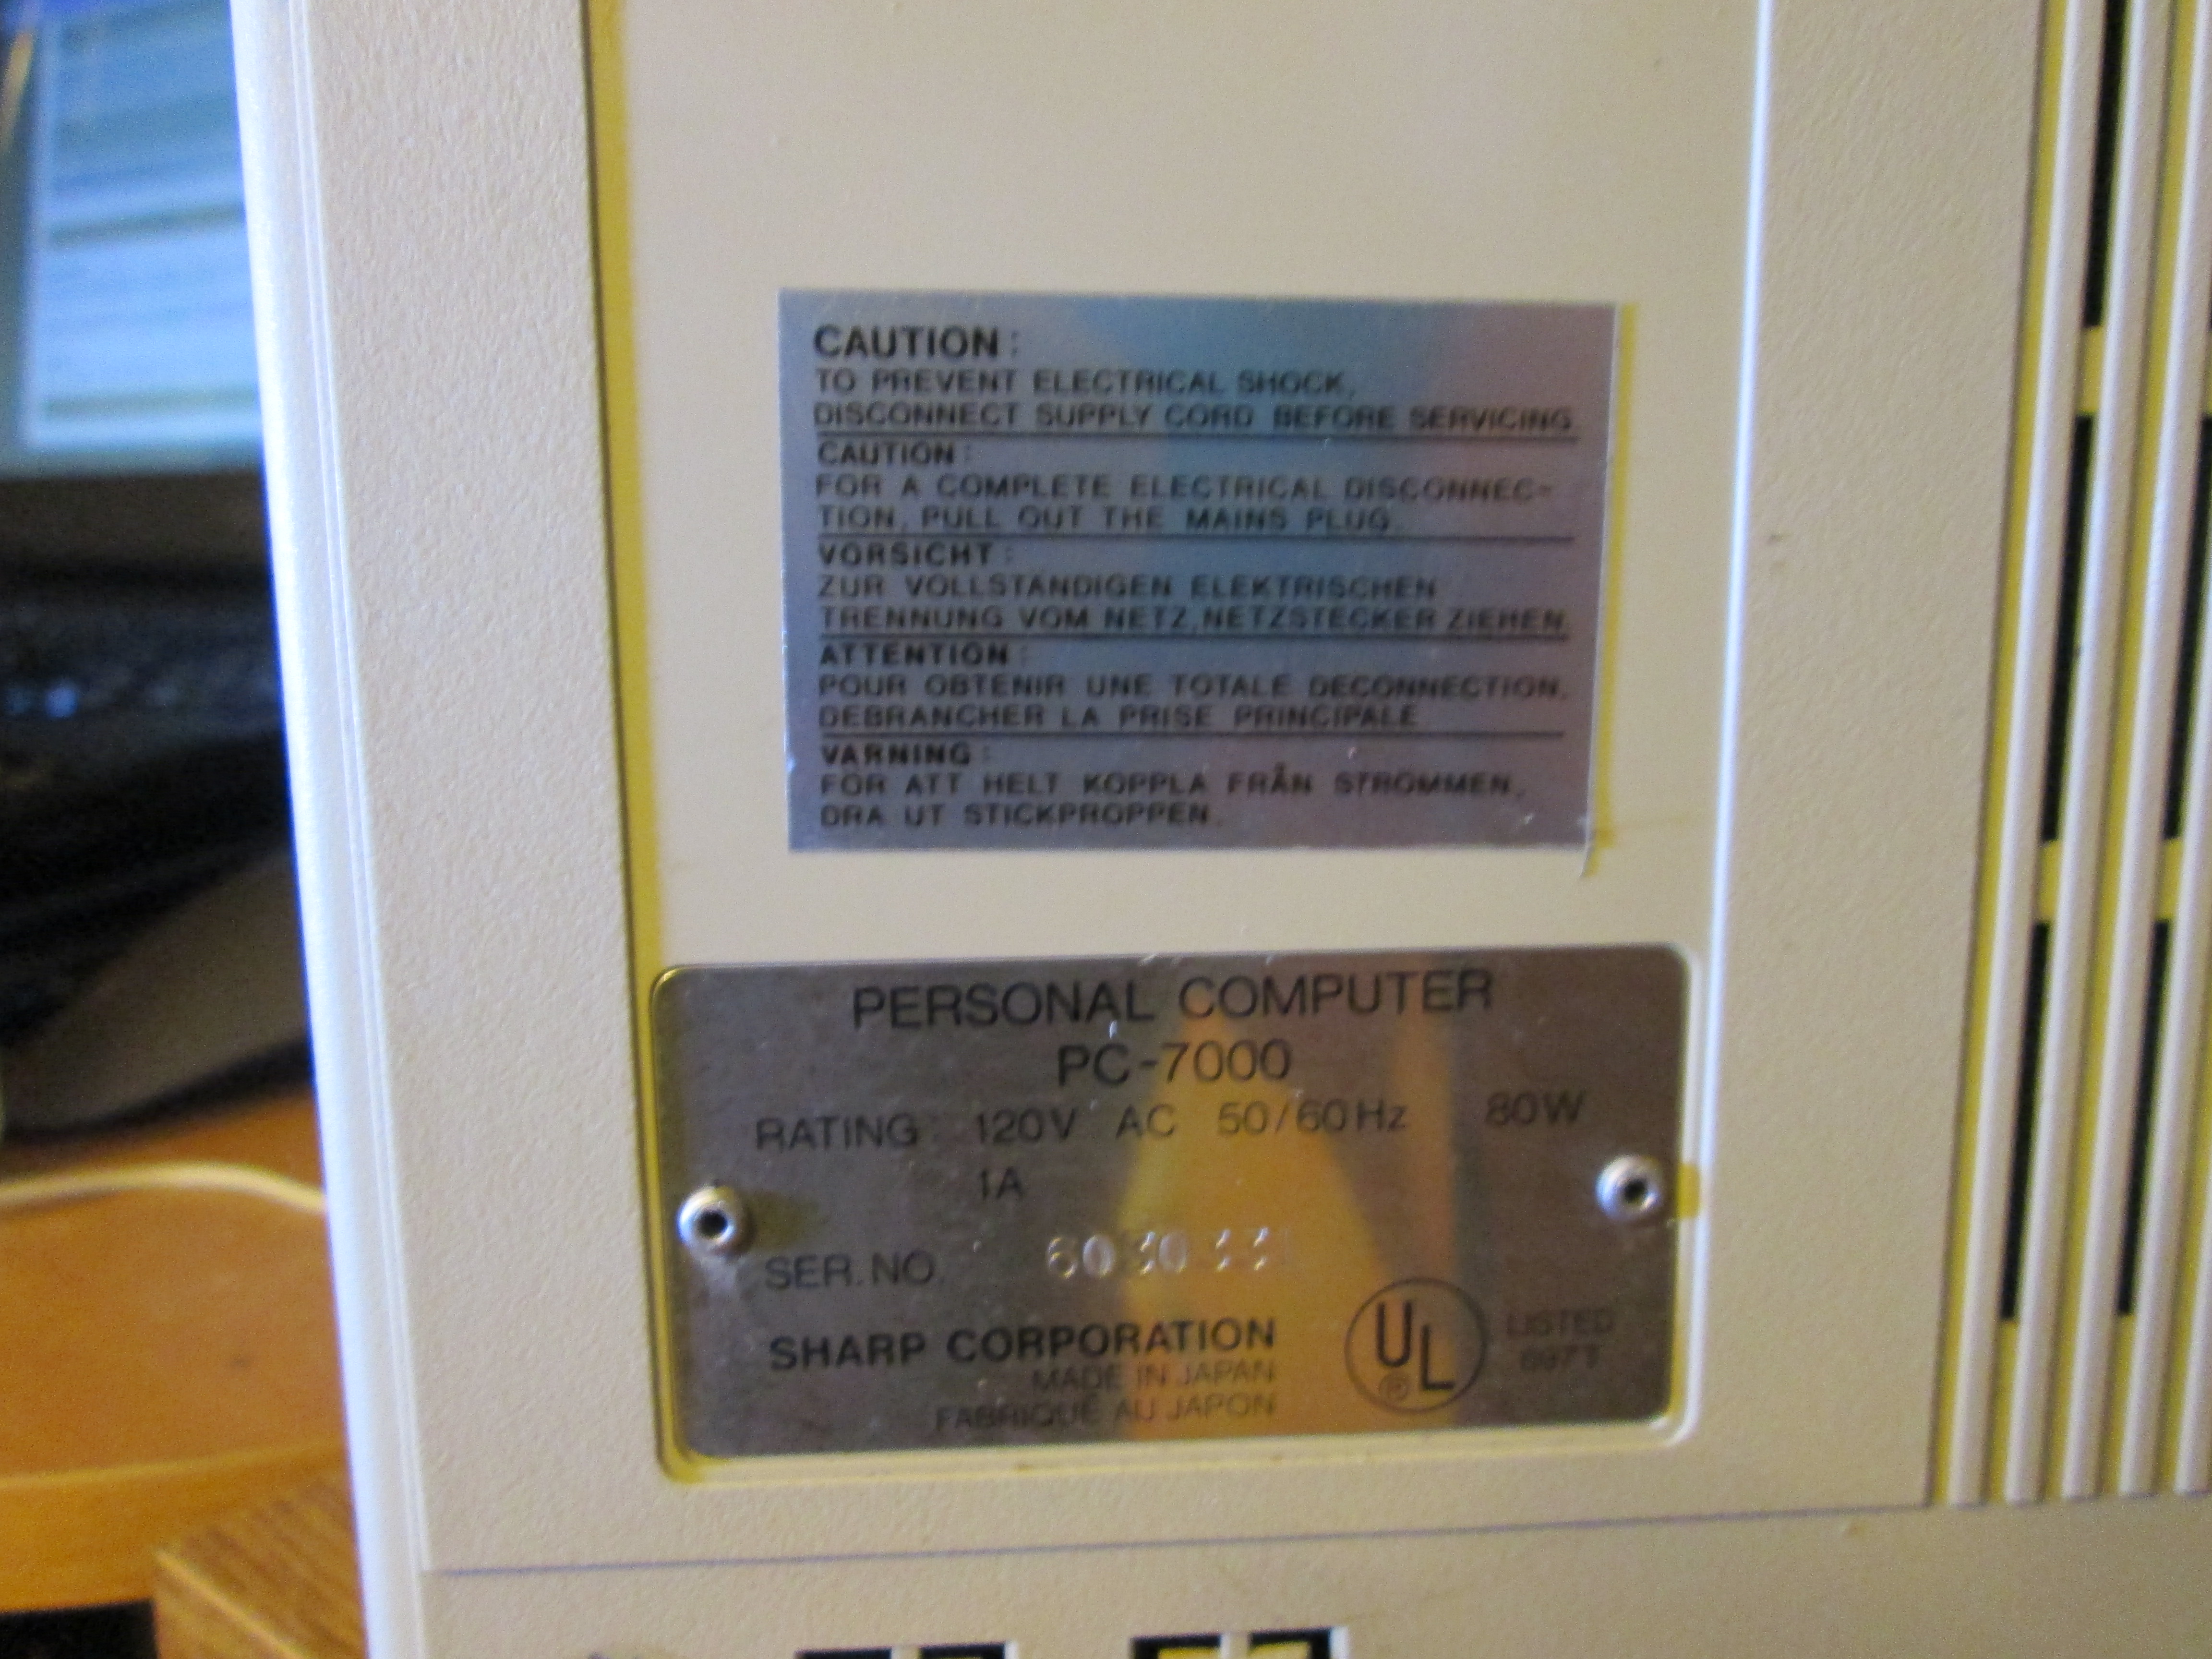 CAUTION:
TO PREVENT ELECTRICAL SHOCK,
DISCONNECT SUPPLY CORD BEFORE SERVICING.
CAUTION:
FOR A COMPLETE ELECTRICAL DISCONNEC-
TION, PULL OUT THE MAINS PLUG.
VORSICHT:
ZUR VOLLSTÄNDIGEN ELEKTRISCHEN
TRENNUNG VOM NETZ, NETZSTECKER ZIEHEN.
ATTENTION:
POUR OBTENIR UNE TOTALE DECONNECTION,
DEBRANCHER LA PRISE PRINCIPALE
VARNING:
FÖR ATT HELT KOPPLA FRÅN STRÖMMEN,
DRA UT STICKPROPPEN.
PERSONAL COMPUTER
PC-7000
RATING: 120V AC 50/60Hz 80W
1A
SER. NO.
SHARP CORPORATION
MADE IN JAPAN
FABRIQUE AU JAPON
UL
LISTED